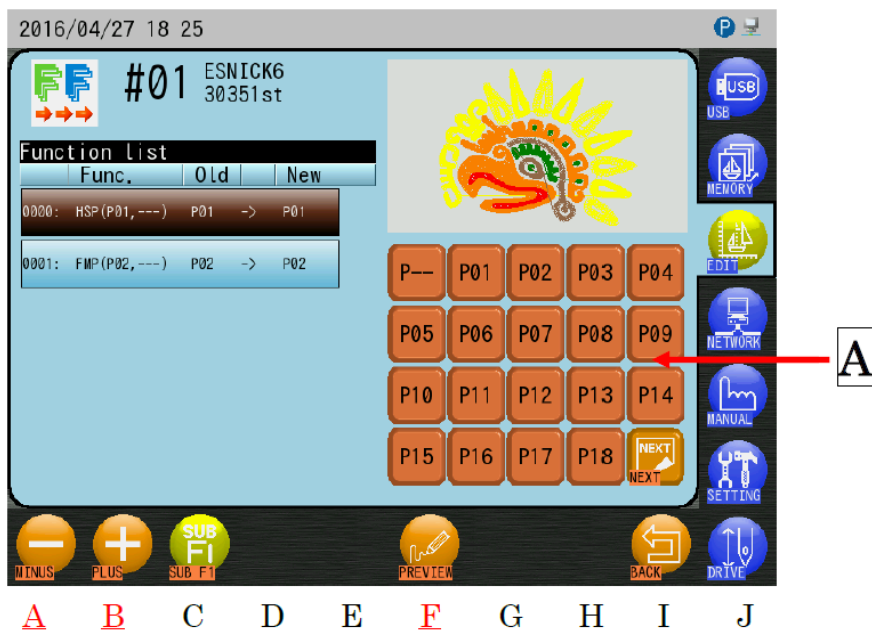 2016/04/27 18 25
P
FF
#01 ESNICK6
30351st
Function list
Func. Old New
0000: HSP(P01,---) P01 -> P01
0001: FMP(P02,---) P02 -> P02
P-- P01 P02 P03 P04
P05 P06 P07 P08 P09
P10 P11 P12 P13 P14
P15 P16 P17 P18 NEXT
NEXT
USB
USB
MEMORY
EDIT
NETWORK
MANUAL
SETTING
DRIVE
A
MINUS
PLUS
SUB
F1
SUB F1
PREVIEW
BACK
A B C D E F G H I J